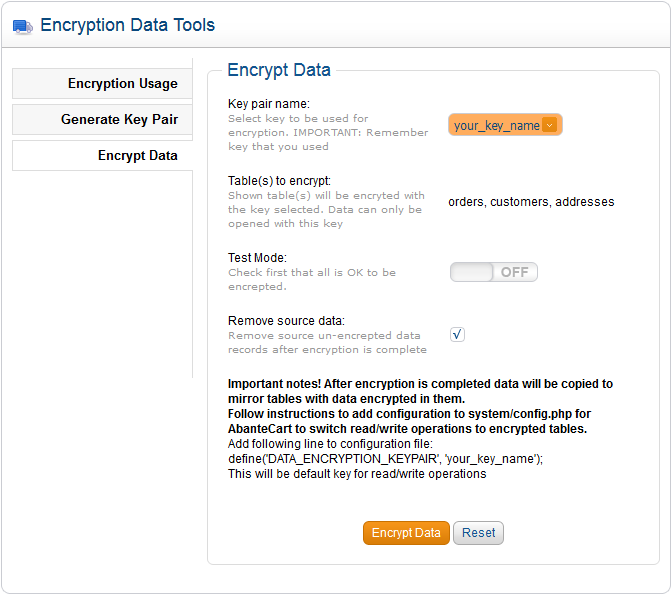 Encryption Data Tools
Encryption Usage
Generate Key Pair
Encrypt Data
Encrypt Data
Key pair name:
Select key to be used for
encryption. IMPORTANT: Remember
key that you used
your_key_name
Table(s) to encrypt:
Shown table(s) will be encryted with
the key selected. Data can only be
opened with this key
orders, customers, addresses
Test Mode:
Check first that all is OK to be
encrepted.
OFF
Remove source data:
Remove source un-encrepted data
records after encryption is complete
Important notes! After encryption is completed data will be copied to
mirror tables with data encrypted in them.
Follow instructions to add configuration to system/config.php for
AbanteCart to switch read/write operations to encrypted tables.
Add following line to configuration file:
define('DATA_ENCRYPTION_KEYPAIR', 'your_key_name');
This will be default key for read/write operations
Encrypt Data
Reset